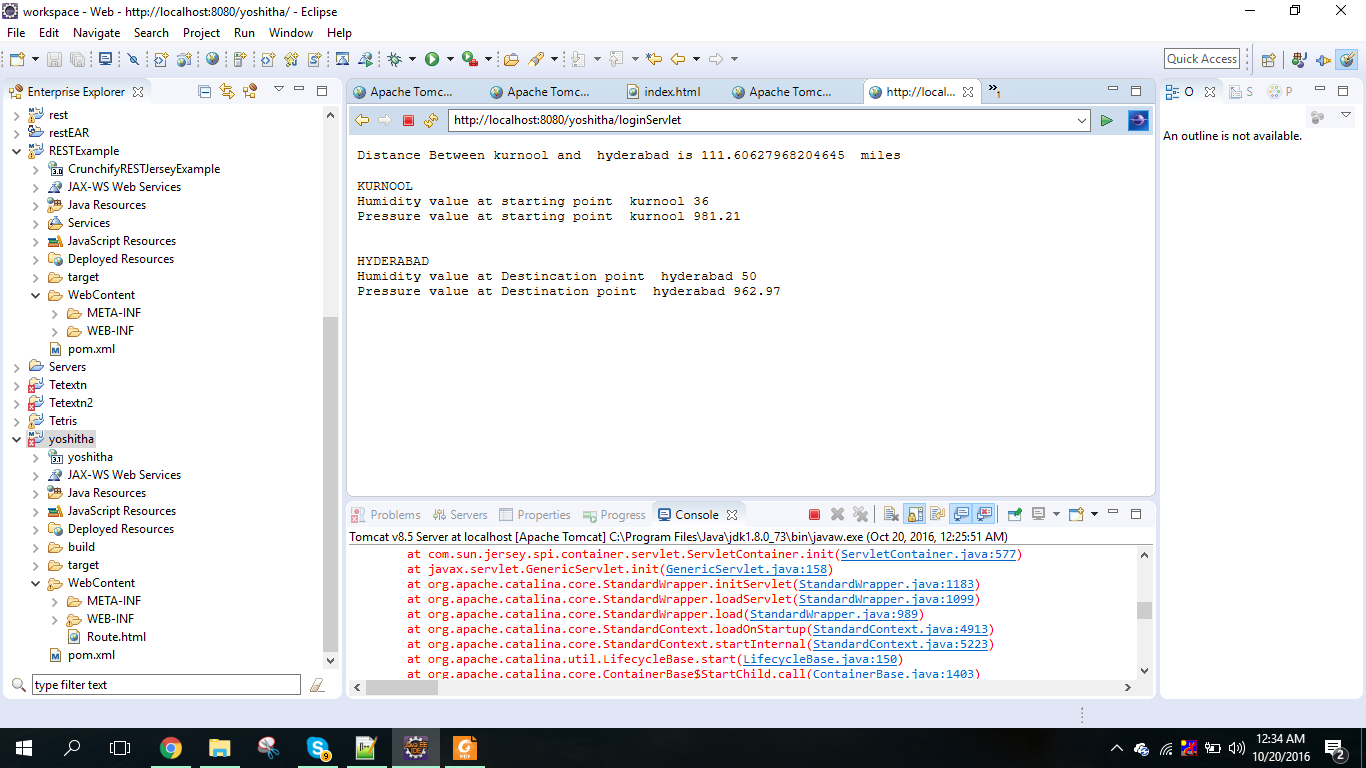 workspace - Web - http://localhost:8080/yoshitha/ - Eclipse
File Edit Navigate Search Project Run Window Help
Quick Access
Enterprise Explorer
rest
restEAR
RESTExample
3.0 CrunchifyRESTJerseyExample
JAX-WS Web Services
Java Resources
Services
JavaScript Resources
Deployed Resources
target
WebContent
META-INF
WEB-INF
M pom.xml
Servers
Tetextn
Tetextn2
Tetris
yoshitha
3.1 yoshitha
JAX-WS Web Services
Java Resources
JavaScript Resources
Deployed Resources
build
target
WebContent
META-INF
WEB-INF
Route.html
M pom.xml
type filter text
Apache Tomc... Apache Tomc... index.html Apache Tomc... http://local... »1
http://localhost:8080/yoshitha/loginServlet
Distance Between kurnool and  hyderabad is 111.60627968204645  miles
KURNOOL
Humidity value at starting point  kurnool 36
Pressure value at starting point  kurnool 981.21
HYDERABAD
Humidity value at Destincation point  hyderabad 50
Pressure value at Destination point  hyderabad 962.97
O S P
An outline is not available.
Problems Servers Properties Progress Console
Tomcat v8.5 Server at localhost [Apache Tomcat] C:\Program Files\Java\jdk1.8.0_73\bin\javaw.exe (Oct 20, 2016, 12:25:51 AM)
at com.sun.jersey.spi.container.servlet.ServletContainer.init(ServletContainer.java:577)
at javax.servlet.GenericServlet.init(GenericServlet.java:158)
at org.apache.catalina.core.StandardWrapper.initServlet(StandardWrapper.java:1183)
at org.apache.catalina.core.StandardWrapper.loadServlet(StandardWrapper.java:1099)
at org.apache.catalina.core.StandardWrapper.load(StandardWrapper.java:989)
at org.apache.catalina.core.StandardContext.loadOnStartup(StandardContext.java:4913)
at org.apache.catalina.core.StandardContext.startInternal(StandardContext.java:5223)
at org.apache.catalina.util.LifecycleBase.start(LifecycleBase.java:150)
at org.apache.catalina.core.ContainerBase$StartChild.call(ContainerBase.java:1403)
9
JAVA EE
IDE
PDF
12:34 AM
10/20/2016
2